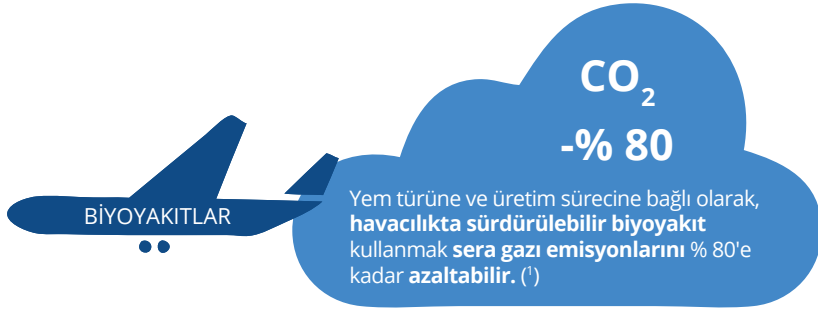 CO₂
-% 80
BİYOYAKITLAR
Yem türüne ve üretim sürecine bağlı olarak,
havacılıkta sürdürülebilir biyoyakıt
kullanmak sera gazı emisyonlarını % 80'e
kadar azaltabilir. (¹)